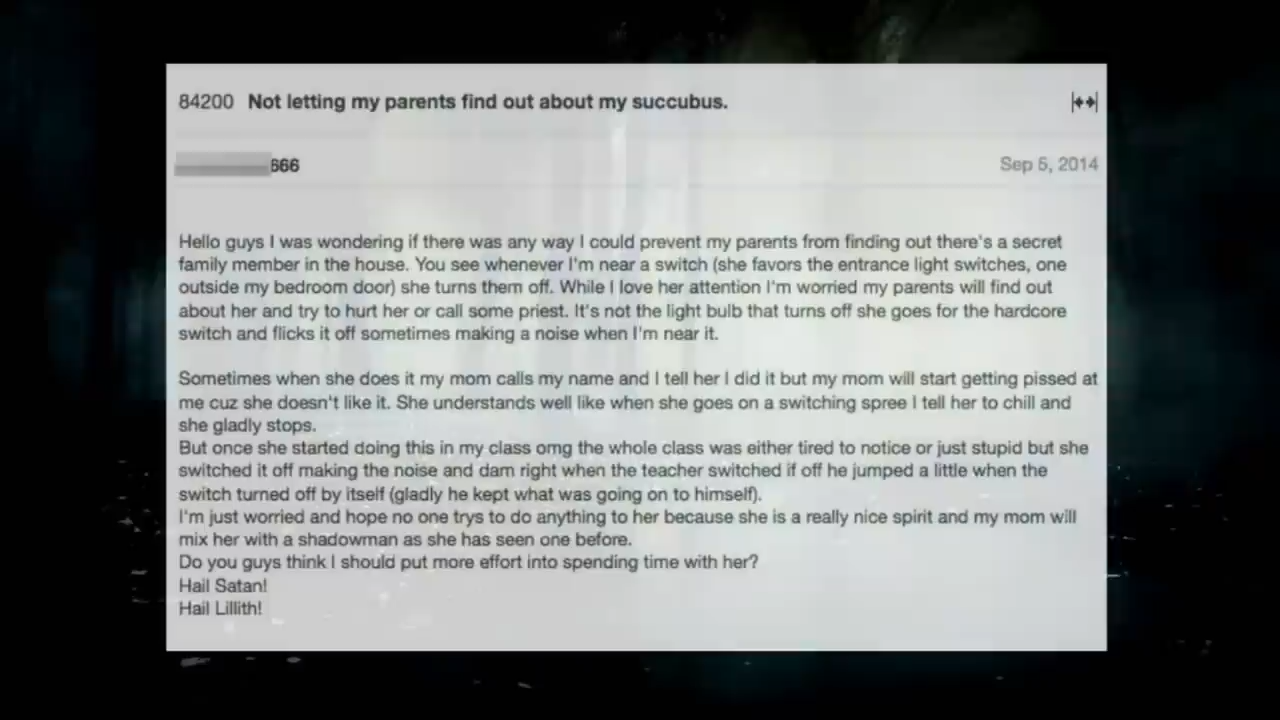 84200 Not letting my parents find out about my succubus.
666 Sep 5, 2014
Hello guys I was wondering if there was any way I could prevent my parents from finding out there's a secret
family member in the house. You see whenever I'm near a switch (she favors the entrance light switches, one
outside my bedroom door) she turns them off. While I love her attention I'm worried my parents will find out
about her and try to hurt her or call some priest. It's not the light bulb that turns off she goes for the hardcore
switch and flicks it off sometimes making a noise when I'm near it.
Sometimes when she does it my mom calls my name and I tell her I did it but my mom will start getting pissed at
me cuz she doesn't like it. She understands well like when she goes on a switching spree I tell her to chill and
she gladly stops.
But once she started doing this in my class omg the whole class was either tired to notice or just stupid but she
switched it off making the noise and dam right when the teacher switched if off he jumped a little when the
switch turned off by itself (gladly he kept what was going on to himself).
I'm just worried and hope no one trys to do anything to her because she is a really nice spirit and my mom will
mix her with a shadowman as she has seen one before.
Do you guys think I should put more effort into spending time with her?
Hail Satan!
Hail Lillith!